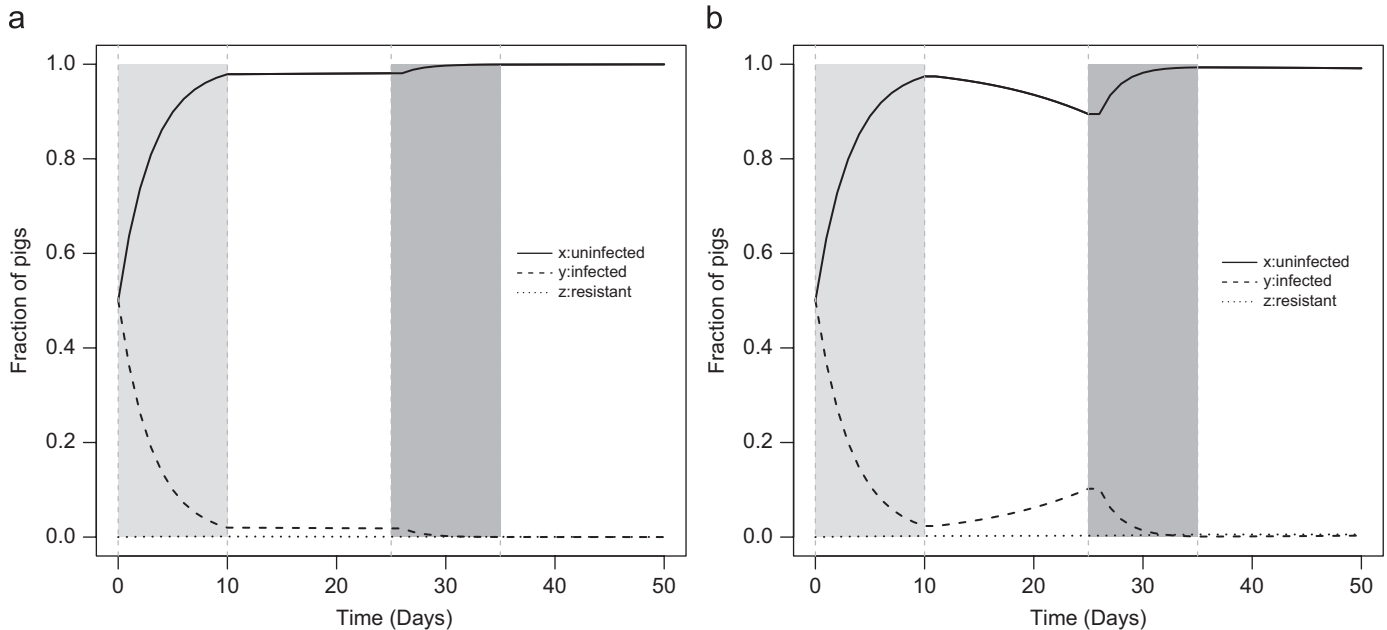 a
1.0
0.8
0.6
0.4
0.2
0.0
Fraction of pigs
x:uninfected
y:infected
z:resistant
0 10 20 30 40 50
Time (Days)
b
1.0
0.8
0.6
0.4
0.2
0.0
Fraction of pigs
x:uninfected
y:infected
z:resistant
0 10 20 30 40 50
Time (Days)